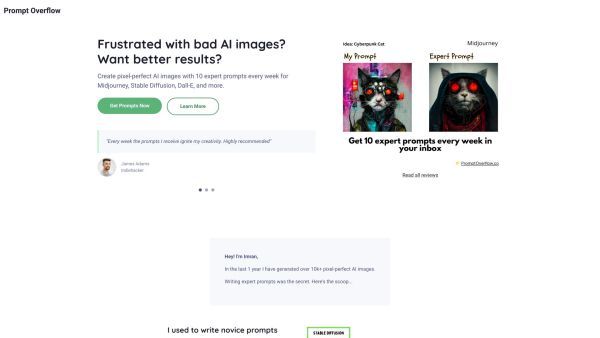 Prompt Overflow
Frustrated with bad AI images?
Want better results?
Create pixel-perfect AI images with 10 expert prompts every week for
Midjourney, Stable Diffusion, Dall-E, and more.
Get Prompts Now
Learn More
"Every week the prompts I receive ignite my creativity. Highly recommended"
James Adams
Indiehacker
Idea: Cyberpunk Cat
Midjourney
My Prompt
Expert Prompt
Get 10 expert prompts every week in
your inbox
PromptOverflow.co
Read all reviews
Hey! I'm Imran,
In the last 1 year I have generated over 10k+ pixel-perfect AI images.
Writing expert prompts was the secret. Here's the scoop...
I used to write novice prompts
STABLE DIFFUSION